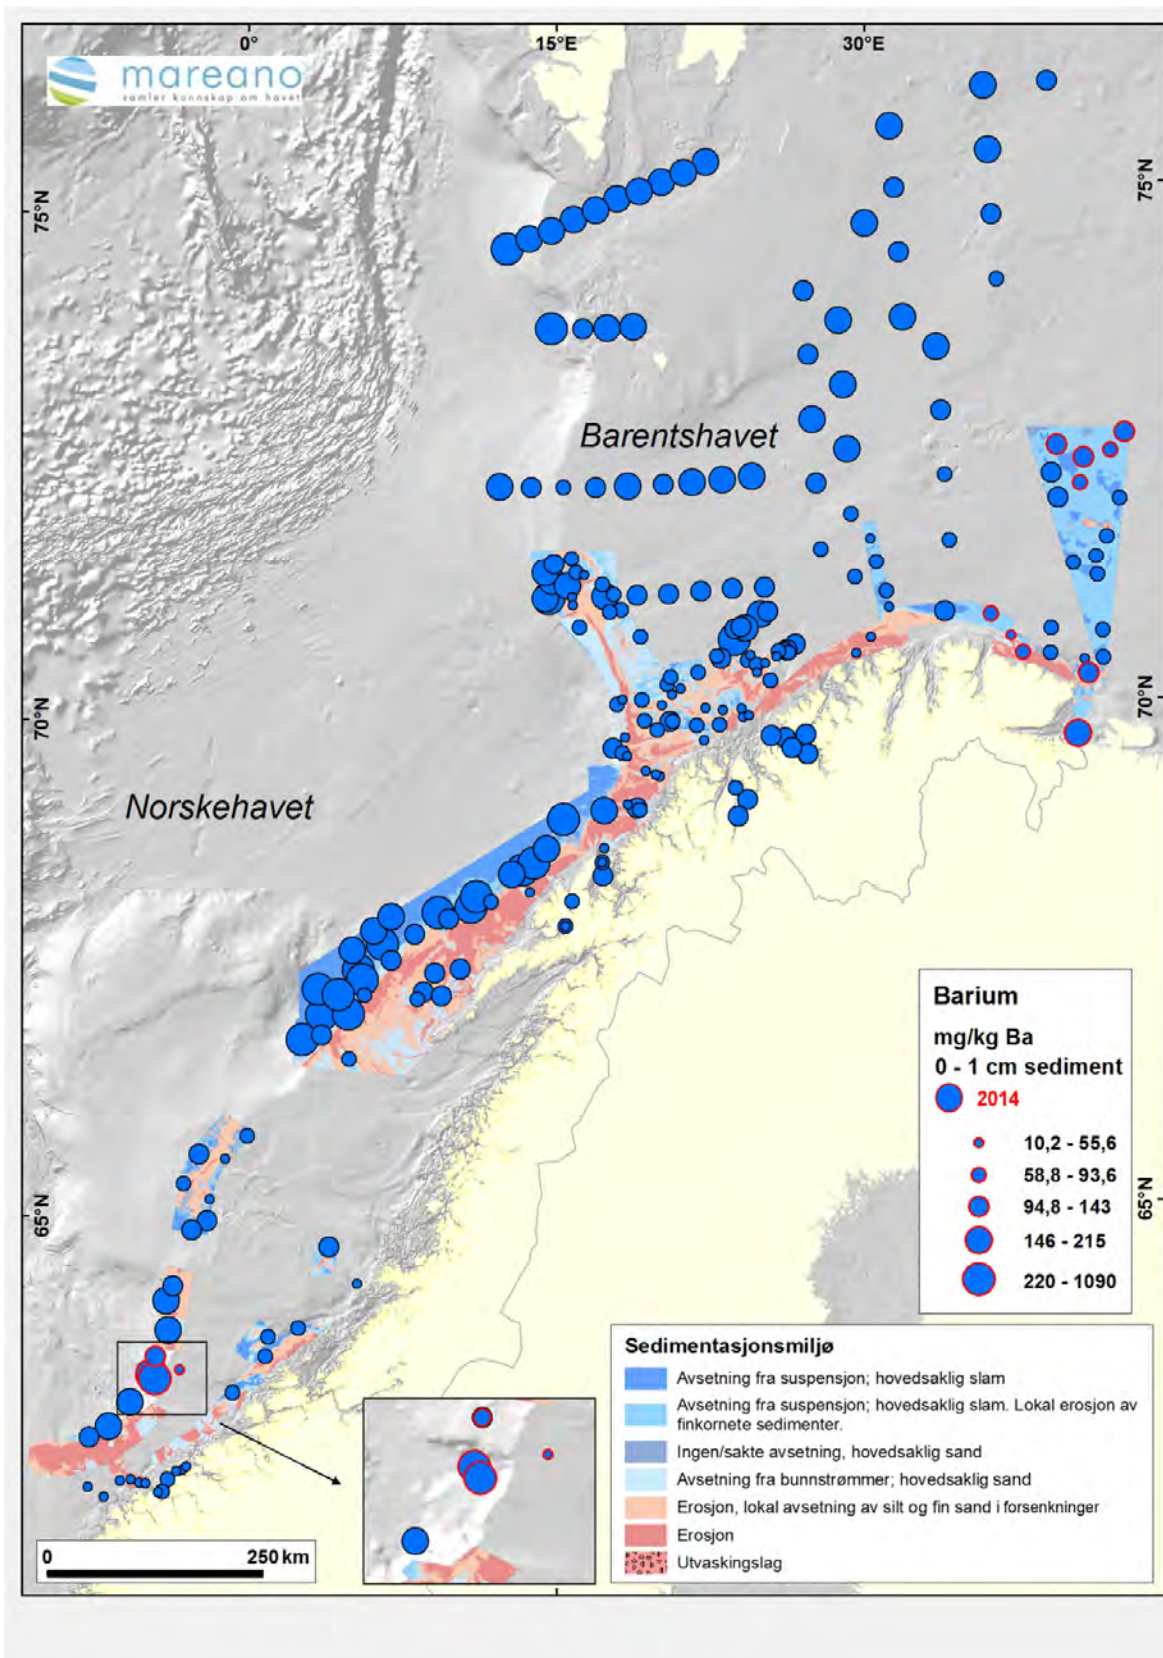 0°
15°E
30°E
mareano
samler kunnskap om havet
75°N
75°N
Barentshavet
70°N
70°N
Norskehavet
65°N
65°N
Barium
mg/kg Ba
0 - 1 cm sediment
2014
10,2 - 55,6
58,8 - 93,6
94,8 - 143
146 - 215
220 - 1090
Sedimentasjonsmiljø
Avsetning fra suspensjon; hovedsaklig slam
Avsetning fra suspensjon; hovedsaklig slam. Lokal erosjon av
finkornete sedimenter.
Ingen/sakte avsetning, hovedsaklig sand
Avsetning fra bunnstrømmer; hovedsaklig sand
Erosjon, lokal avsetning av silt og fin sand i forsenkninger
Erosjon
Utvaskingslag
0 250 km